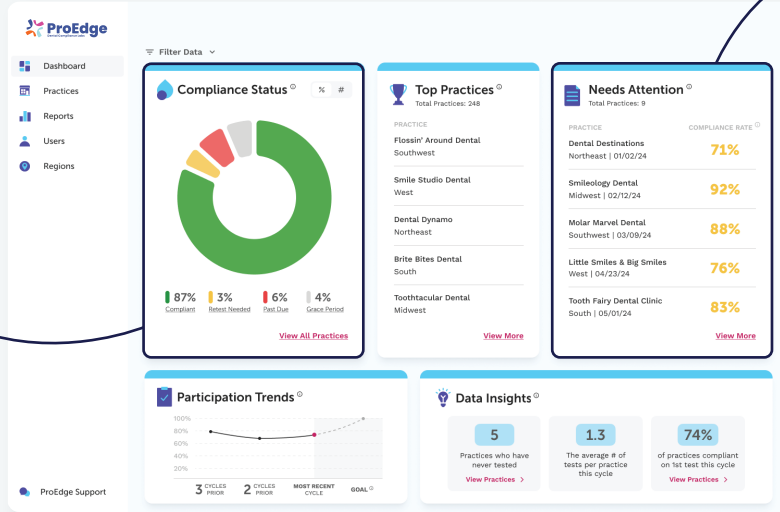 ProEdge
Dashboard
Practices
Reports
Users
Regions
ProEdge Support
Filter Data
Compliance Status
% #
87% Compliant
3% Retest Needed
6% Past Due
4% Grace Period
View All Practices
Top Practices
Total Practices: 248
PRACTICE
Flossin' Around Dental
Southwest
Smile Studio Dental
West
Dental Dynamo
Northeast
Brite Bites Dental
South
Toothtacular Dental
Midwest
View More
Needs Attention
Total Practices: 9
PRACTICE COMPLIANCE RATE
Dental Destinations
Northeast | 01/02/24
71%
Smileology Dental
Midwest | 02/12/24
92%
Molar Marvel Dental
Southwest | 03/09/24
88%
Little Smiles & Big Smiles
West | 04/23/24
76%
Tooth Fairy Dental Clinic
South | 05/01/24
83%
View More
Participation Trends
100%
80%
60%
40%
20%
3 CYCLES PRIOR
2 CYCLES PRIOR
MOST RECENT CYCLE
GOAL
Data Insights
5
Practices who have
never tested
View Practices >
1.3
The average # of
tests per practice
this cycle
74%
of practices compliant
on 1st test this cycle
View Practices >